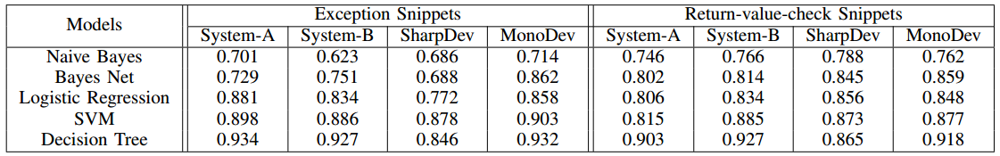 Models Exception Snippets Return-value-check Snippets
System-A System-B SharpDev MonoDev System-A System-B SharpDev MonoDev
Naive Bayes 0.701 0.623 0.686 0.714 0.746 0.766 0.788 0.762
Bayes Net 0.729 0.751 0.688 0.862 0.802 0.814 0.845 0.859
Logistic Regression 0.881 0.834 0.772 0.858 0.806 0.834 0.856 0.848
SVM 0.898 0.886 0.878 0.903 0.815 0.885 0.873 0.877
Decision Tree 0.934 0.927 0.846 0.932 0.903 0.927 0.865 0.918